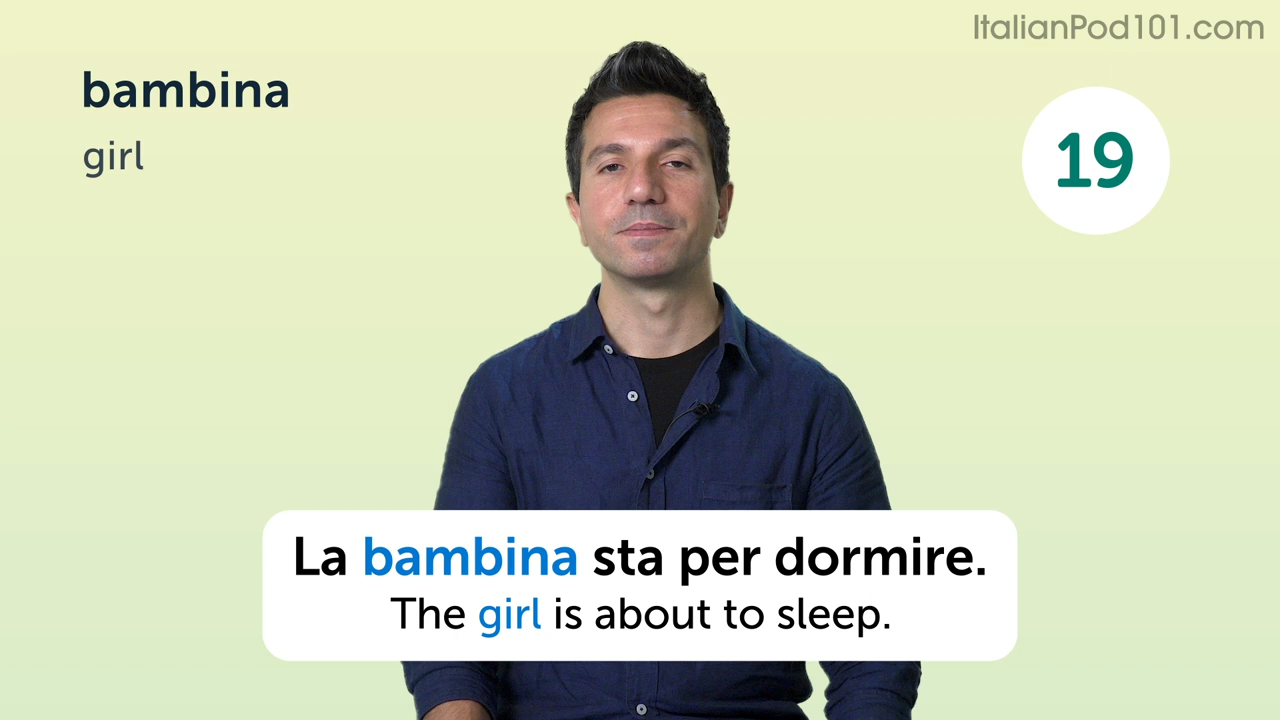 ItalianPod101.com
bambina
girl
19
La bambina sta per dormire.
The girl is about to sleep.